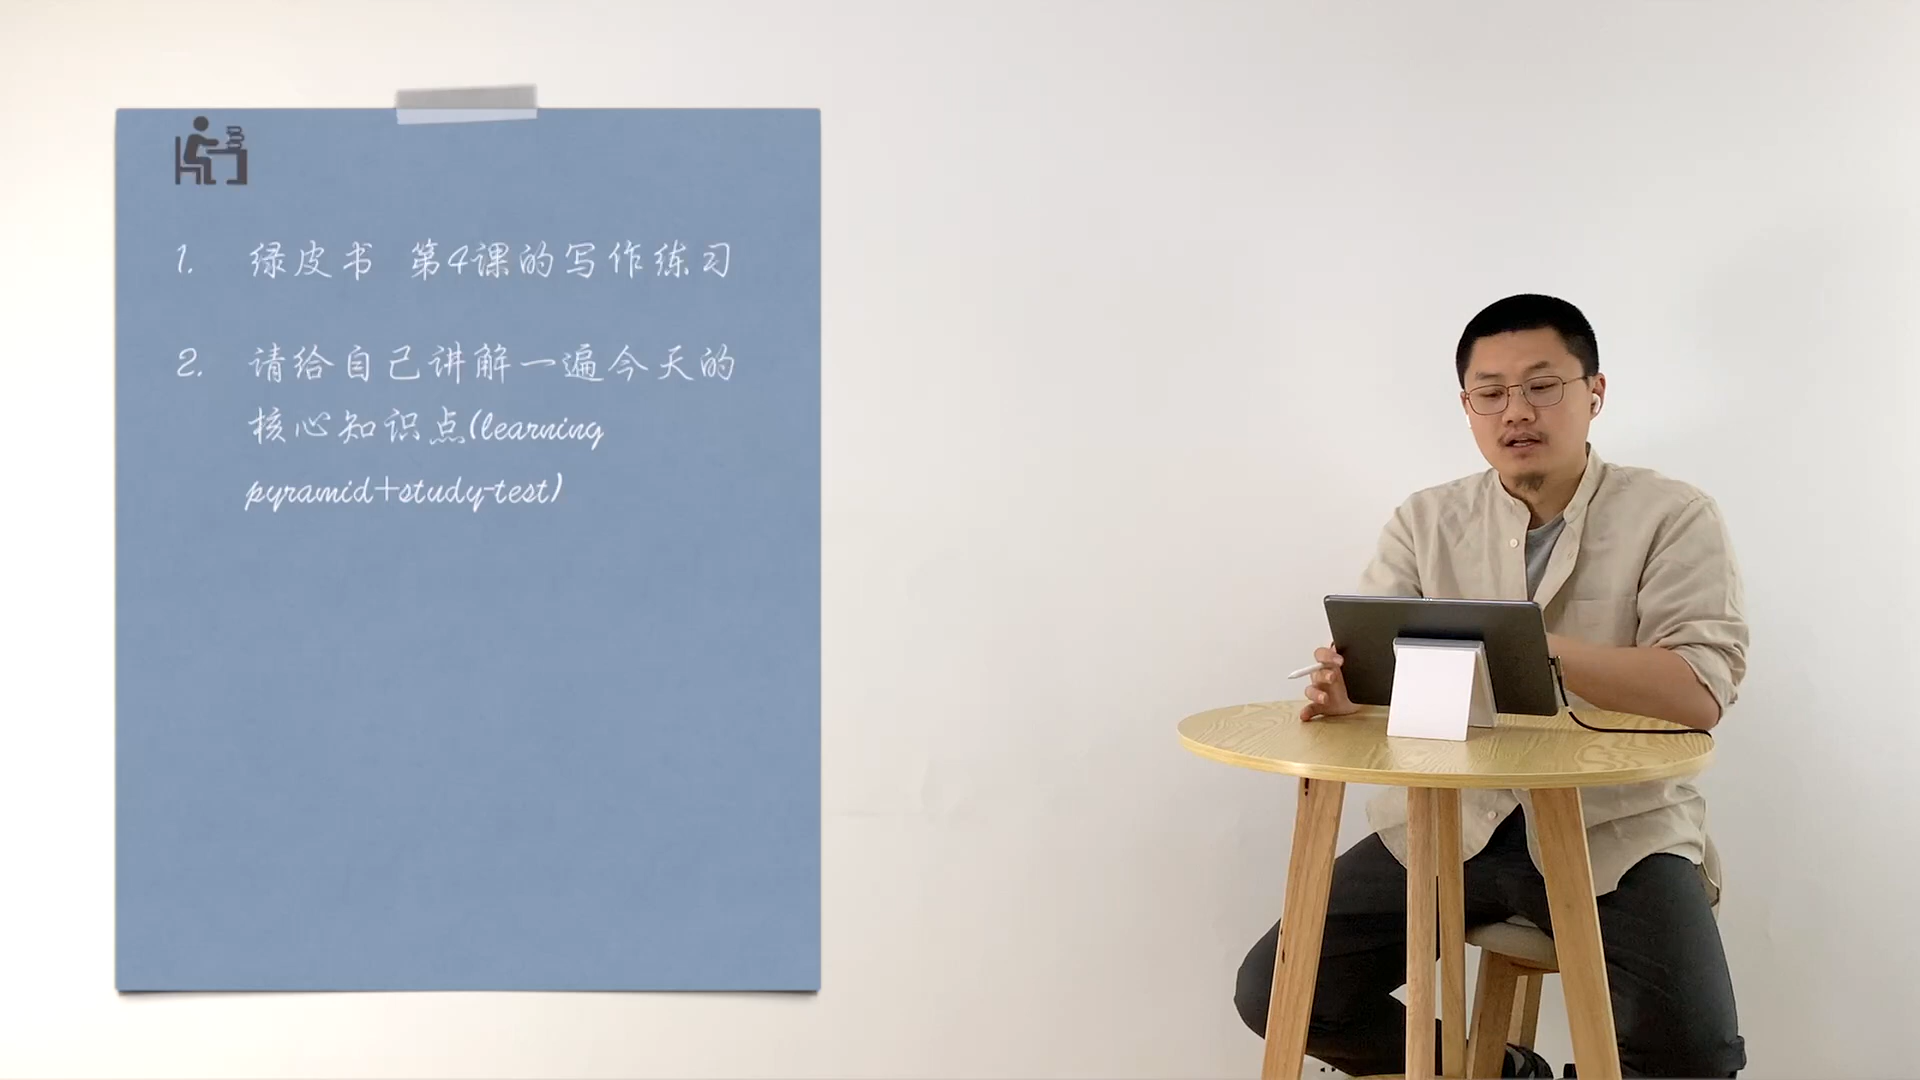 1. 绿皮书 第4课的写作练习
2. 请给自己讲解一遍今天的
核心知识点(learning
pyramid+study-test)